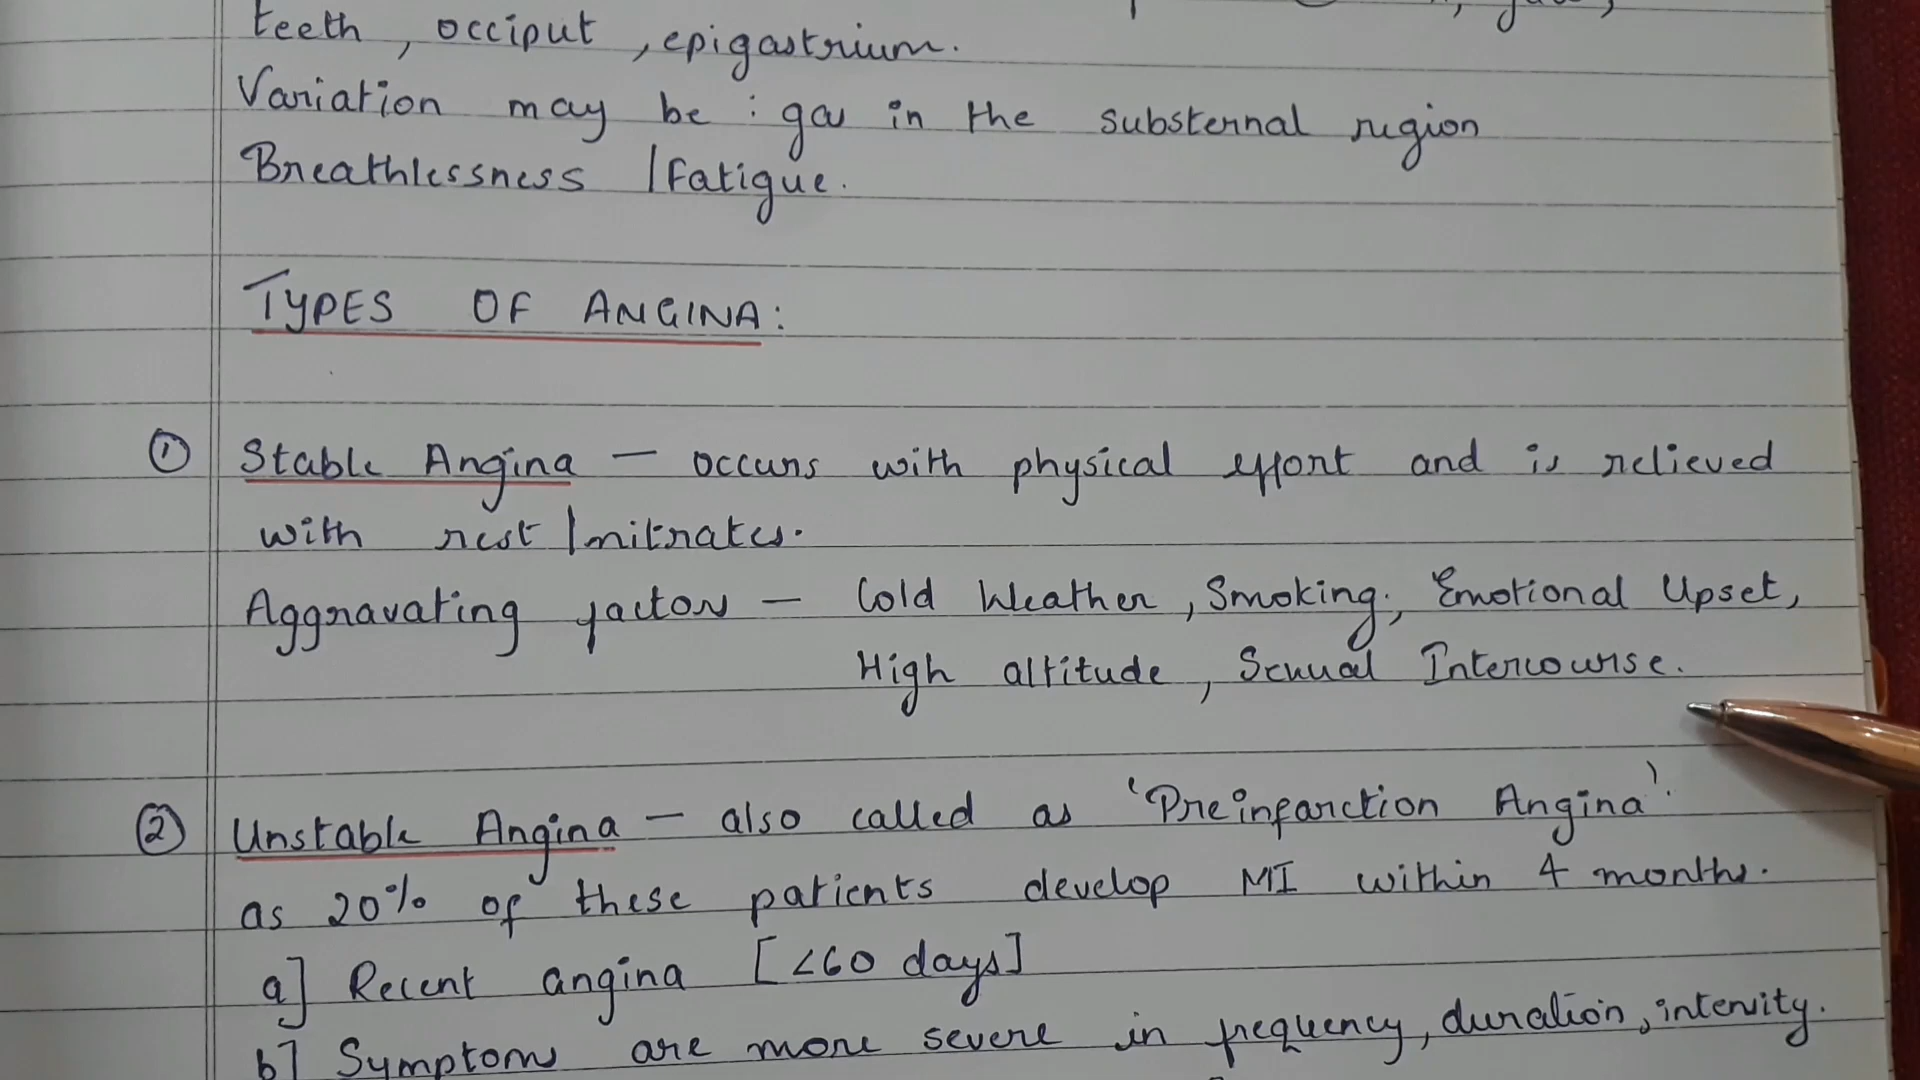 teeth, occiput, epigastrium.
Variation may be : gas in the substernal region
Breathlessness / Fatigue.
TYPES OF ANGINA:
① Stable Angina — occurs with physical effort and is relieved
with rest / nitrates.
Aggravating factors — Cold Weather, Smoking, Emotional Upset,
High altitude, Sexual Intercourse.
② Unstable Angina — also called as 'Preinfarction Angina'.
as 20% of these patients develop MI within 4 months.
a] Recent angina [<60 days]
b] Symptoms are more severe in frequency, duration, intensity.